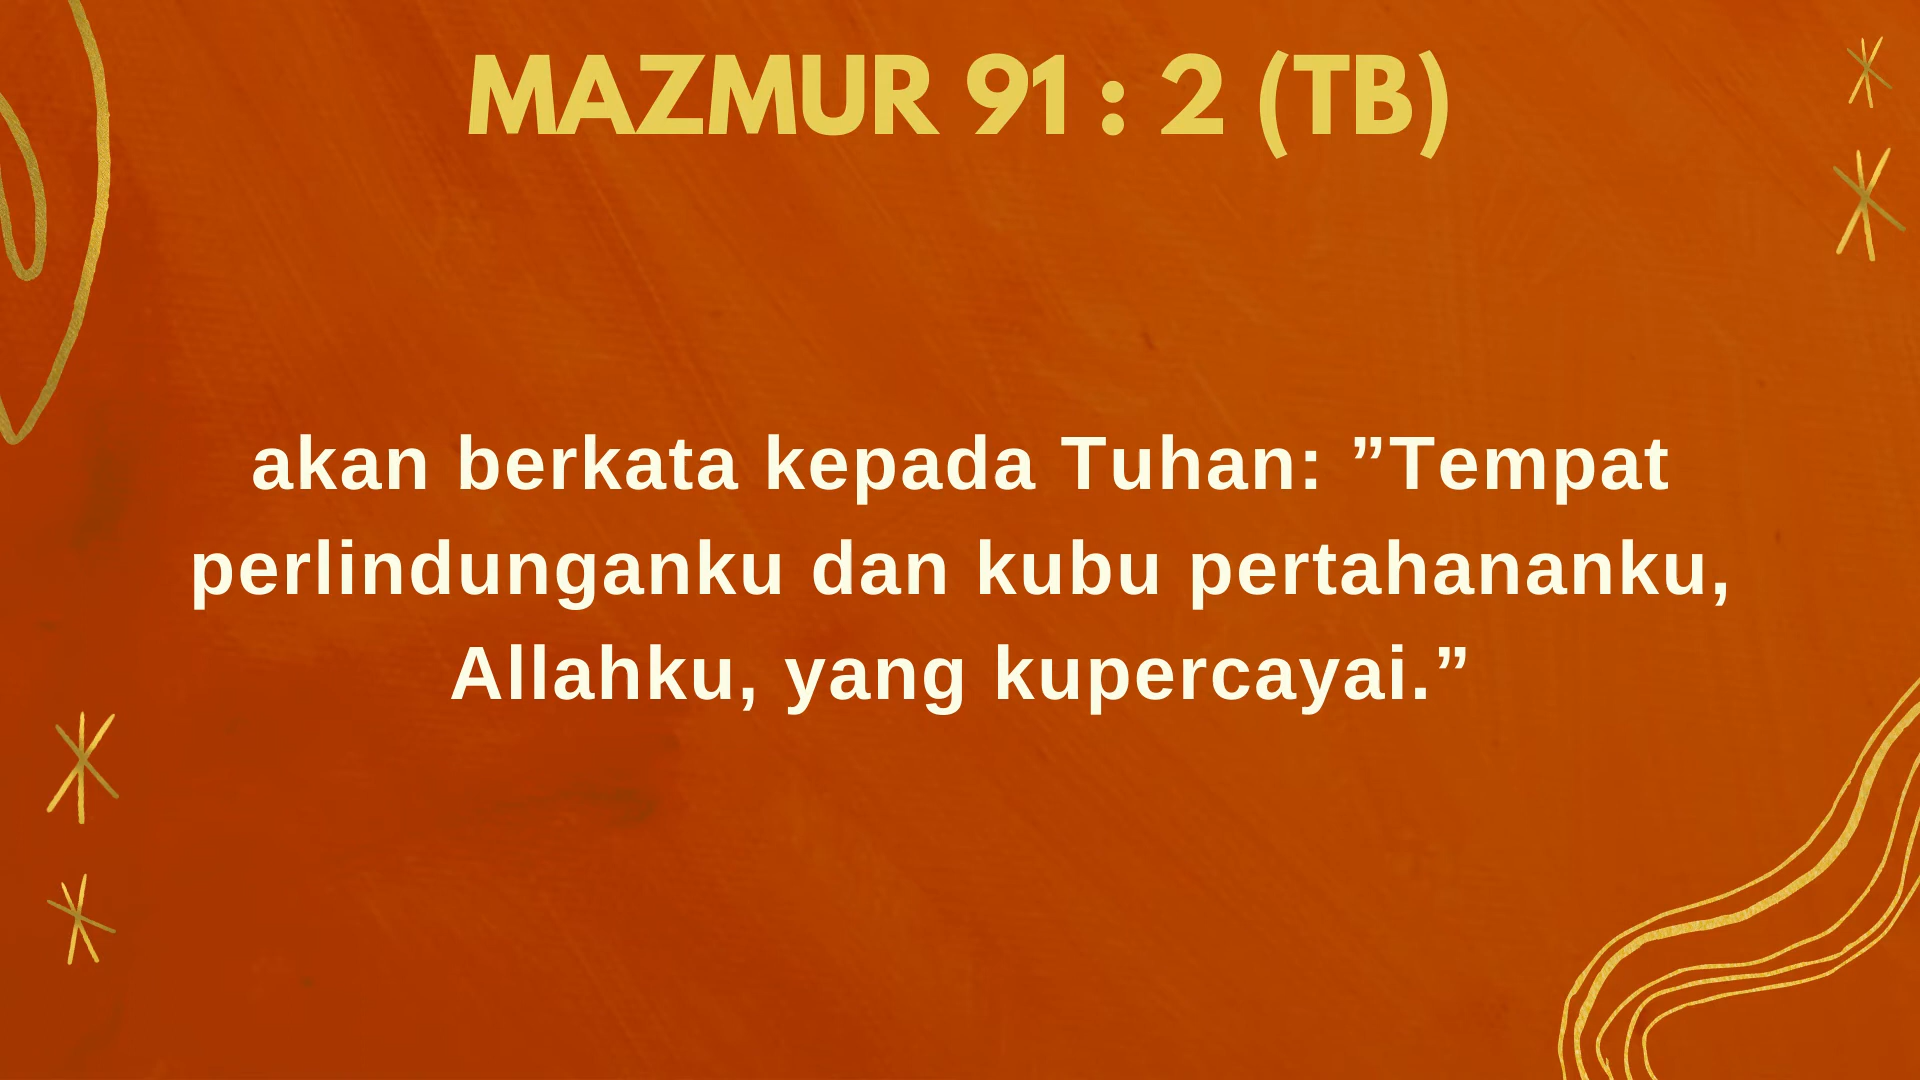 MAZMUR 91 : 2 (TB)
akan berkata kepada Tuhan: ”Tempat
perlindunganku dan kubu pertahananku,
Allahku, yang kupercayai.”